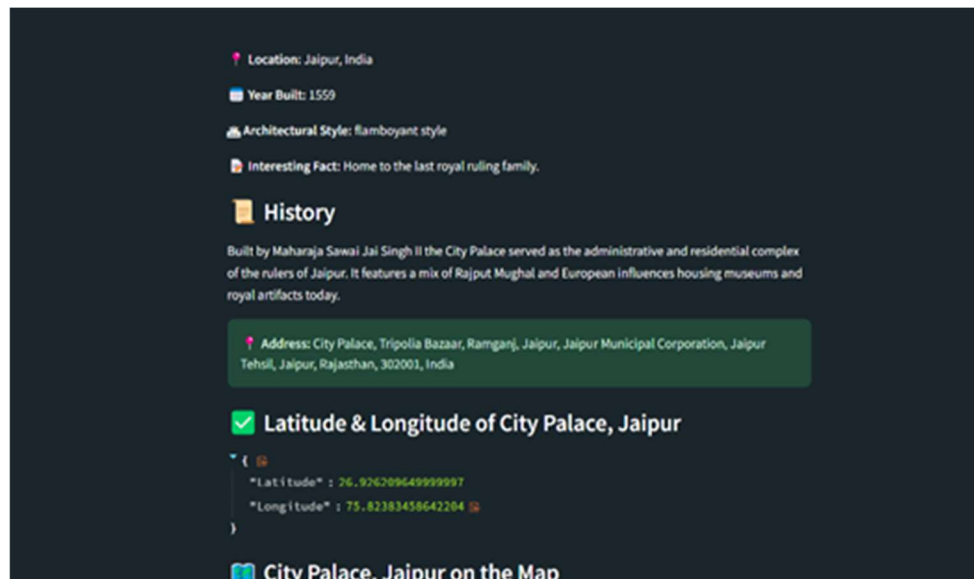 Location: Jaipur, India
Year Built: 1559
Architectural Style: flamboyant style
Interesting Fact: Home to the last royal ruling family.
History
Built by Maharaja Sawai Jai Singh II the City Palace served as the administrative and residential complex
of the rulers of Jaipur. It features a mix of Rajput Mughal and European influences housing museums and
royal artifacts today.
Address: City Palace, Tripolia Bazaar, Ramganj, Jaipur, Jaipur Municipal Corporation, Jaipur
Tehsil, Jaipur, Rajasthan, 302001, India
Latitude & Longitude of City Palace, Jaipur
{
"Latitude" : 26.926209649999997
"Longitude" : 75.82383458642204
}
City Palace, Jaipur on the Map